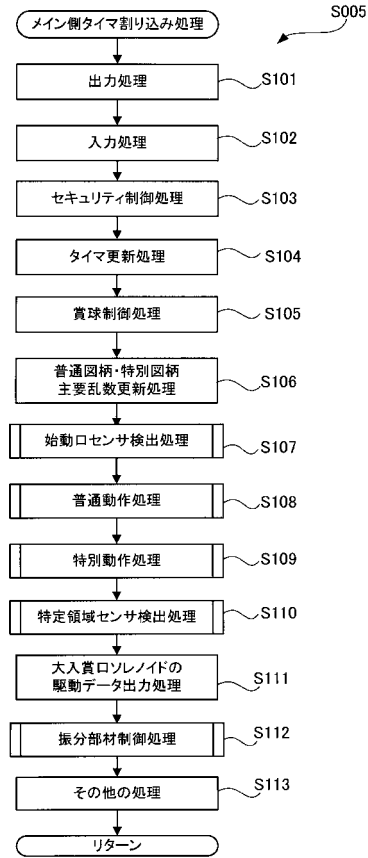 S005
メイン側タイマ割り込み処理
出力処理
S101
入力処理
S102
セキュリティ制御処理
S103
タイマ更新処理
S104
賞球制御処理
S105
普通図柄・特別図柄
主要乱数更新処理
S106
始動口センサ検出処理
S107
普通動作処理
S108
特別動作処理
S109
特定領域センサ検出処理
S110
大入賞口ソレノイドの
駆動データ出力処理
S111
振分部材制御処理
S112
その他の処理
S113
リターン